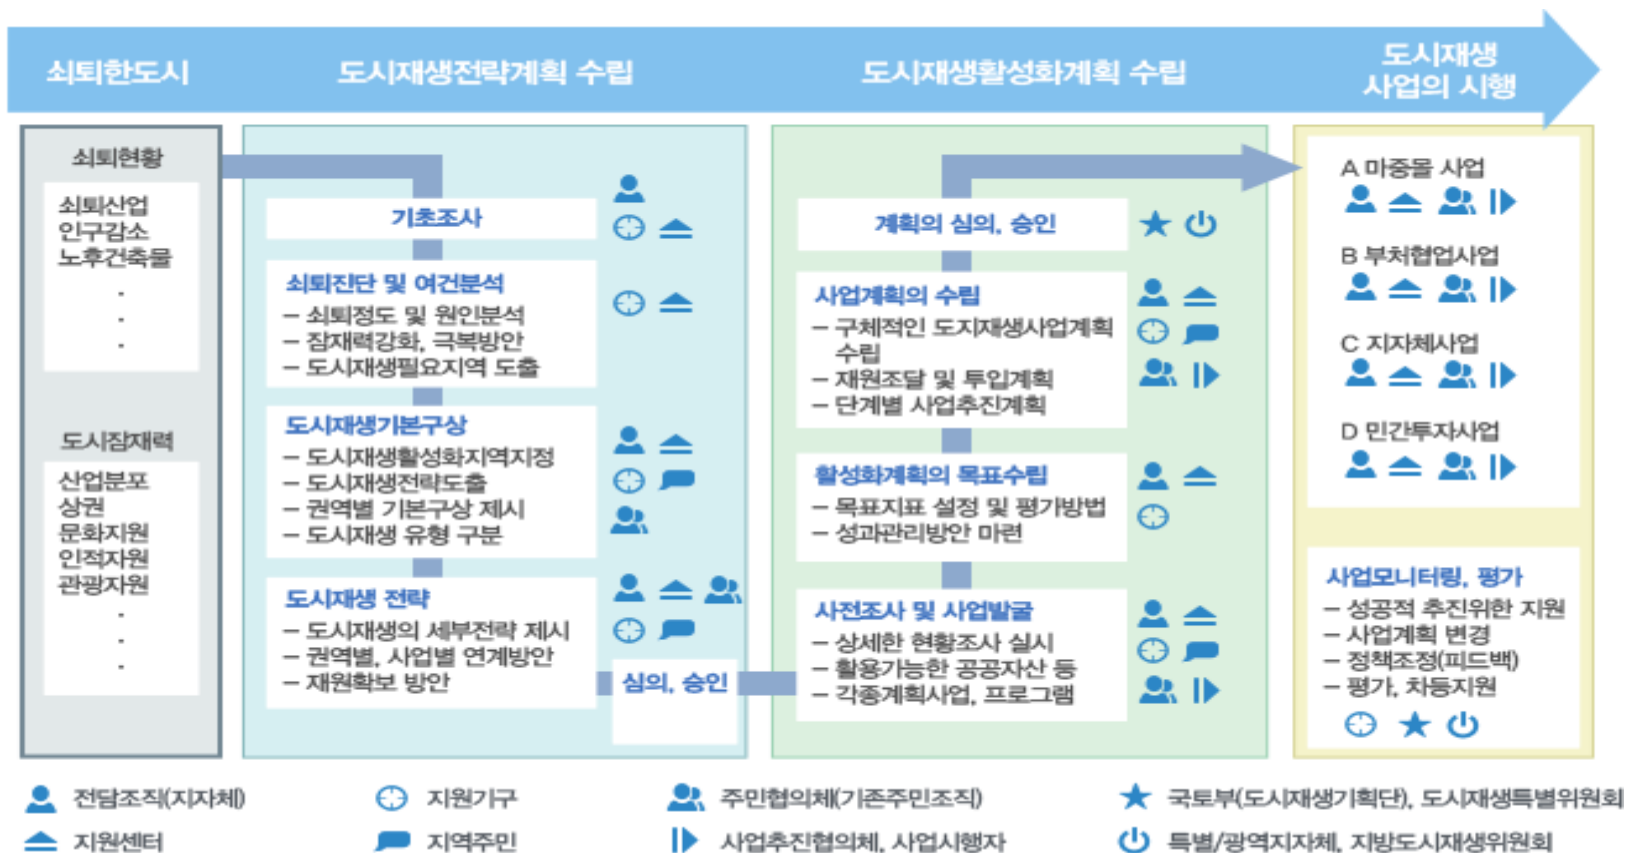 쇠퇴한도시
도시재생전략계획 수립
도시재생활성화계획 수립
도시재생
사업의 시행
쇠퇴현황
쇠퇴산업
인구감소
노후건축물
.
.
.
도시잠재력
산업분포
상권
문화지원
인적자원
관광자원
.
.
.
기초조사
쇠퇴진단 및 여건분석
– 쇠퇴정도 및 원인분석
– 잠재력강화, 극복방안
– 도시재생필요지역 도출
도시재생기본구상
– 도시재생활성화지역지정
– 도시재생전략도출
– 권역별 기본구상 제시
– 도시재생 유형 구분
도시재생 전략
– 도시재생의 세부전략 제시
– 권역별, 사업별 연계방안
– 재원확보 방안
심의, 승인
계획의 심의, 승인
사업계획의 수립
– 구체적인 도지재생사업계획
수립
– 재원조달 및 투입계획
– 단계별 사업추진계획
활성화계획의 목표수립
– 목표지표 설정 및 평가방법
– 성과관리방안 마련
사전조사 및 사업발굴
– 상세한 현황조사 실시
– 활용가능한 공공자산 등
– 각종계획사업, 프로그램
A 마중몰 사업
B 부처협업사업
C 지자체사업
D 민간투자사업
사업모니터링, 평가
– 성공적 추진위한 지원
– 사업계획 변경
– 정책조정(피드백)
– 평가, 차등지원
전담조직(지자체)
지원기구
주민협의체(기존주민조직)
국토부(도시재생기획단), 도시재생특별위원회
지원센터
지역주민
사업추진협의체, 사업시행자
특별/광역지자체, 지방도시재생위원회